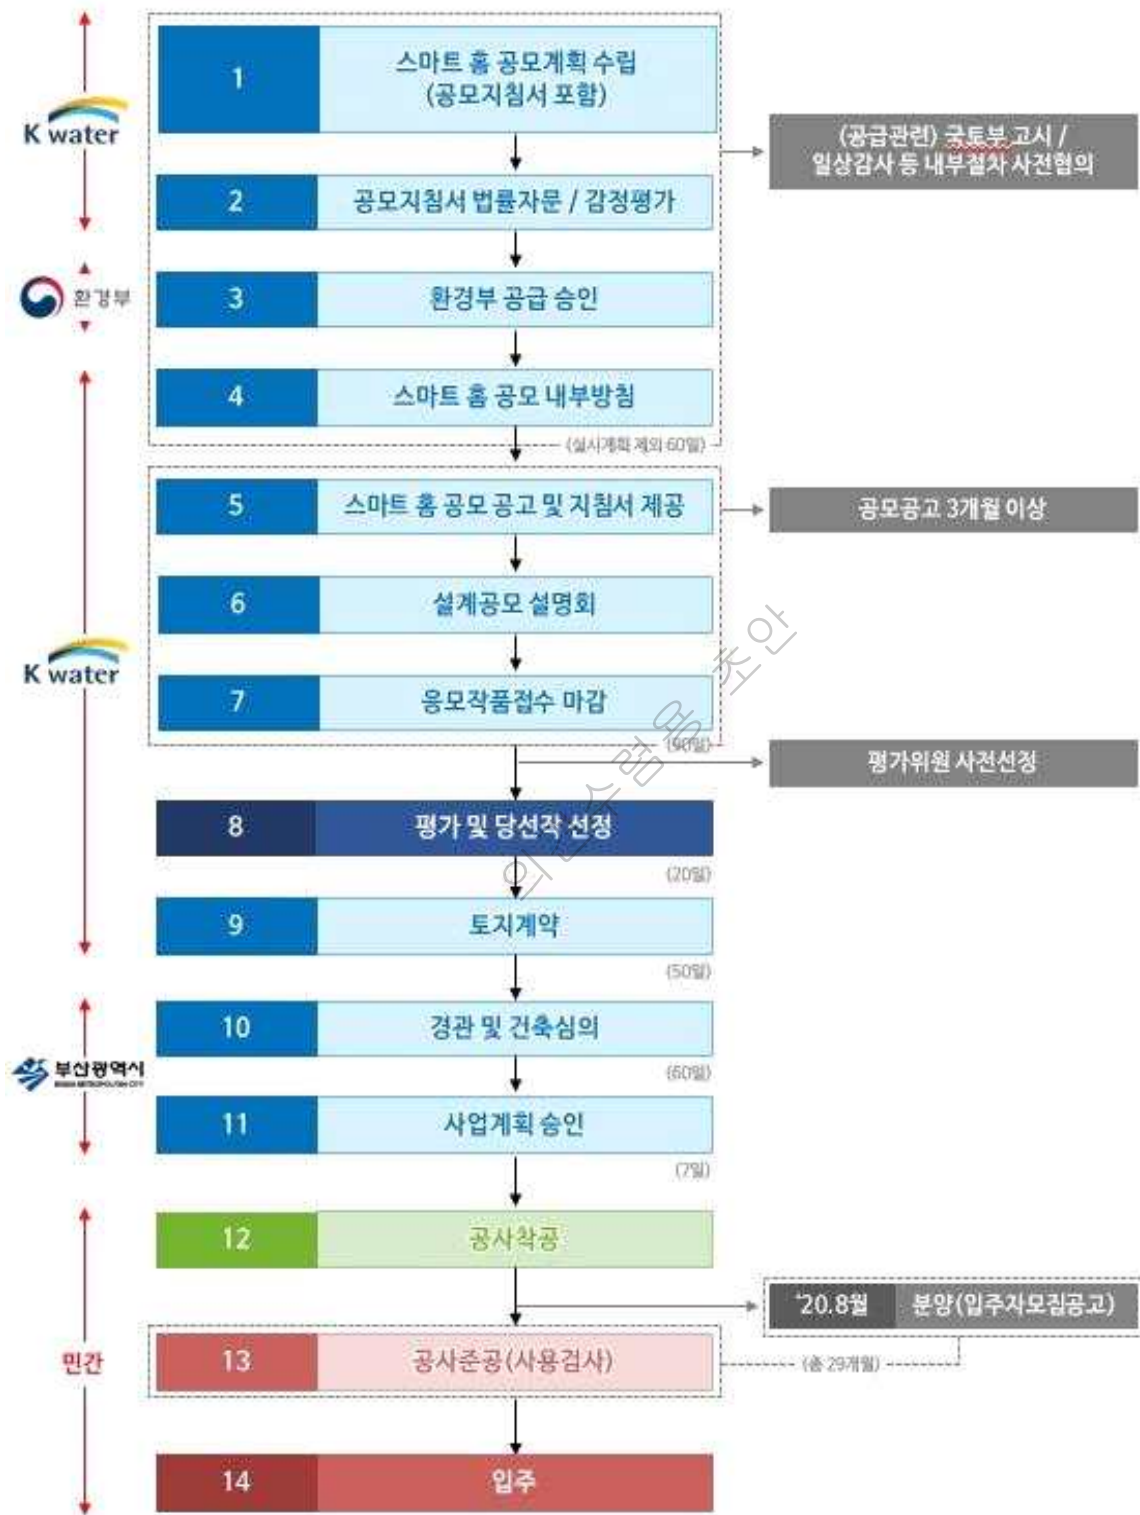 1
스마트 홈 공모계획 수립
(공모지침서 포함)
K water
(공급관련) 국토부 고시 /
일상감사 등 내부절차 사전협의
2
공모지침서 법률자문 / 감정평가
환경부
3
환경부 공급 승인
4
스마트 홈 공모 내부방침
(실시계획 제외 60일)
5
스마트 홈 공모 공고 및 지침서 제공
공모공고 3개월 이상
6
설계공모 설명회
K water
7
응모작품접수 마감
(90일)
평가위원 사전선정
8
평가 및 당선작 선정
(20일)
9
토지계약
(50일)
10
경관 및 건축심의
부산광역시
BUSAN METROPOLITAN CITY
(60일)
11
사업계획 승인
(7일)
12
공사착공
'20.8월
분양(입주자모집공고)
민간
13
공사준공(사용검사)
(총 29개월)
14
입주
의견수렴용 초안